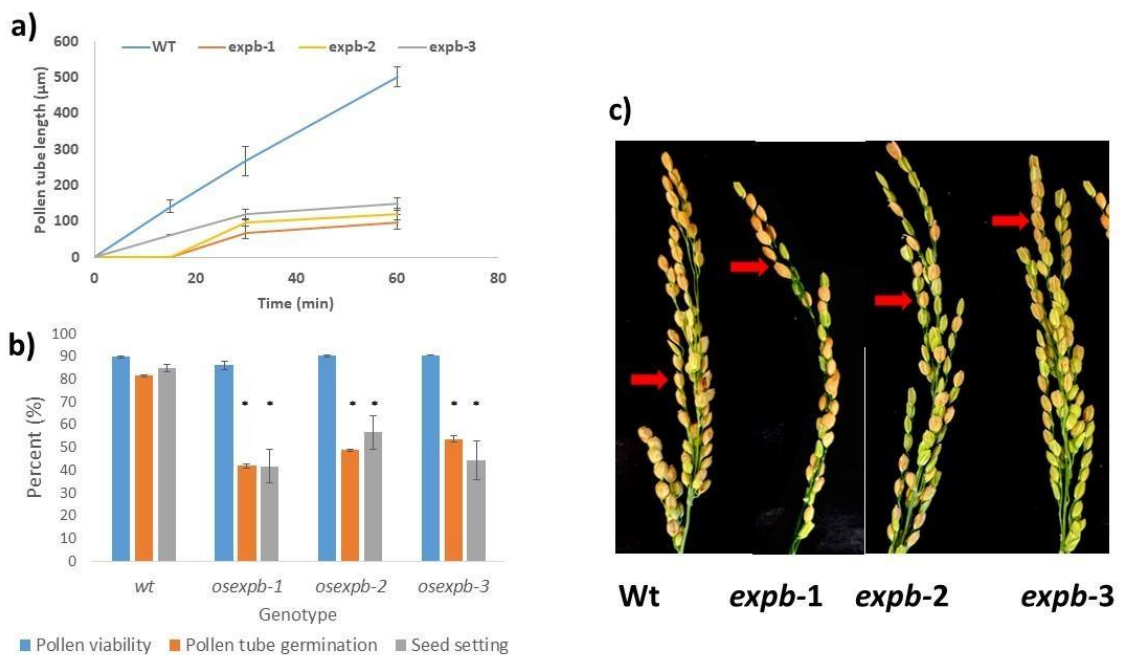 a)
600
WT expb-1 expb-2 expb-3
500
400
300
200
100
0
Pollen tube length (µm)
0 20 40 60 80
Time (min)
b)
100
90
80
70
60
50
40
30
20
10
0
Percent (%)
* * * * * *
wt osexpb-1 osexpb-2 osexpb-3
Genotype
Pollen viability Pollen tube germination Seed setting
c)
Wt expb-1 expb-2 expb-3